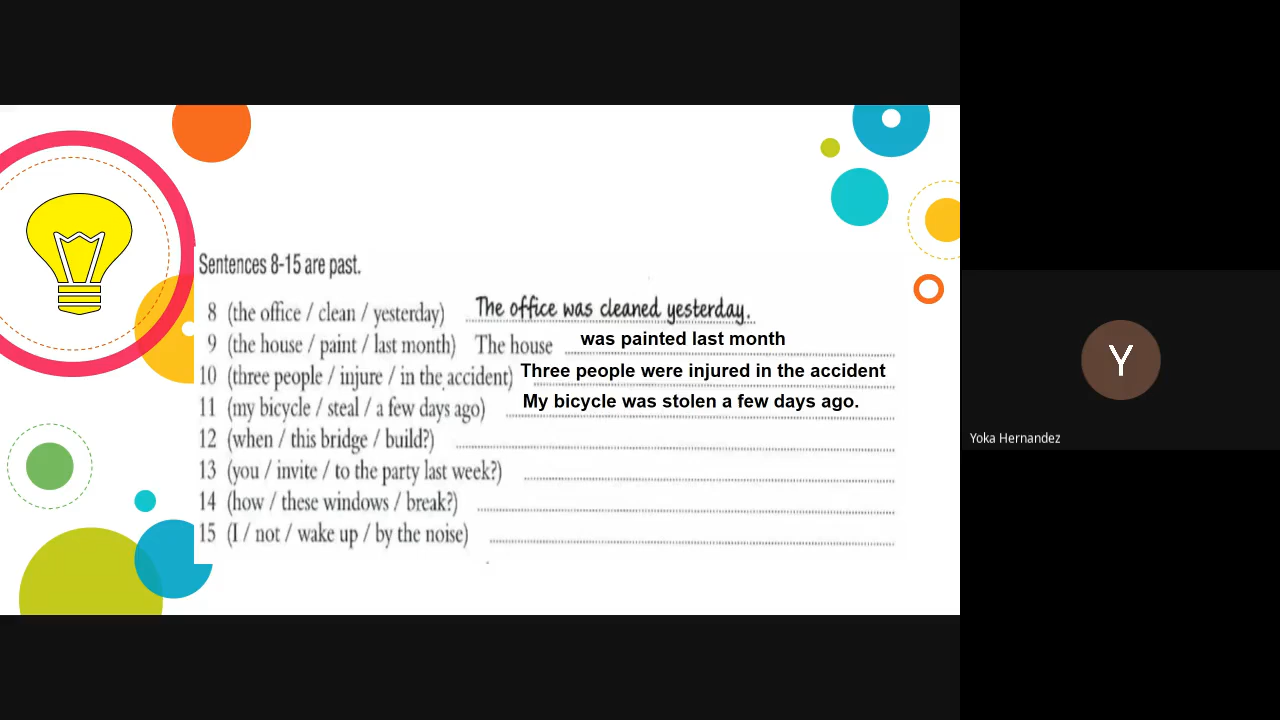 Sentences 8-15 are past.
8 (the office / clean / yesterday) The office was cleaned yesterday.
9 (the house / paint / last month) The house was painted last month
10 (three people / injure / in the accident) Three people were injured in the accident
11 (my bicycle / steal / a few days ago) My bicycle was stolen a few days ago.
12 (when / this bridge / build?)
13 (you / invite / to the party last week?)
14 (how / these windows / break?)
15 (I / not / wake up / by the noise)
Y
Yoka Hernandez